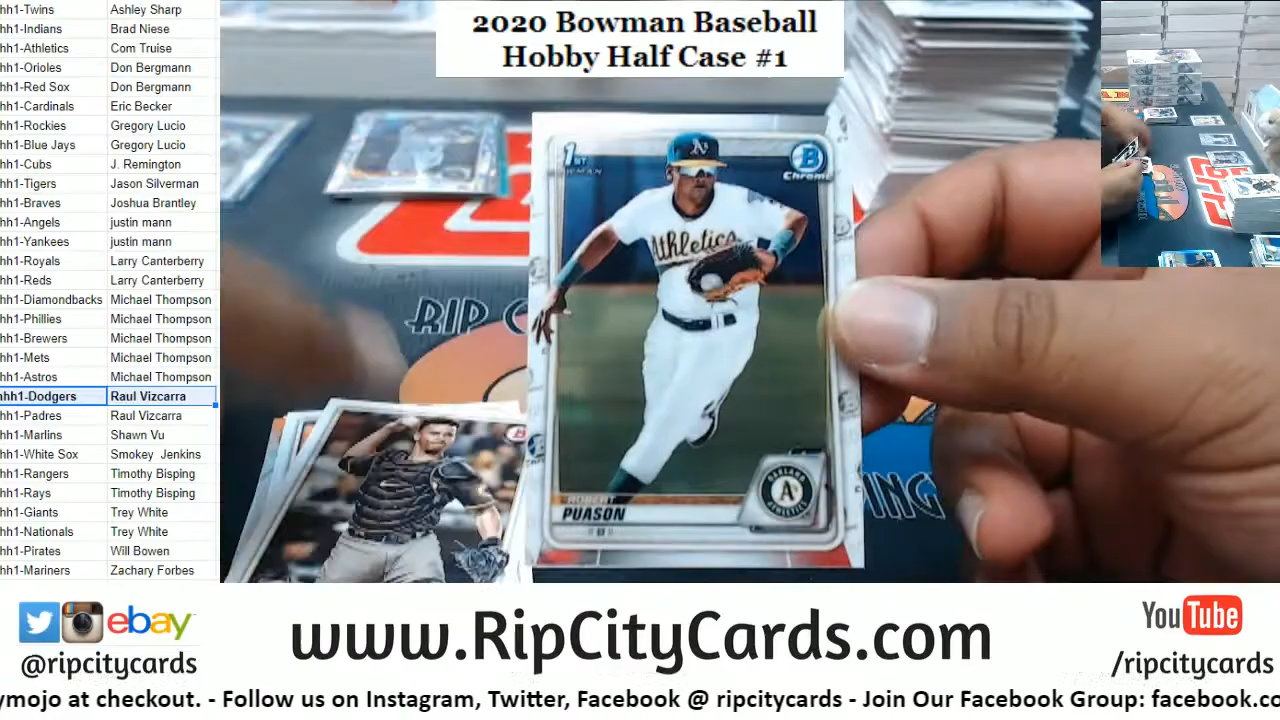 hh1-Twins Ashley Sharp
hh1-Indians Brad Niese
hh1-Athletics Com Truise
hh1-Orioles Don Bergmann
hh1-Red Sox Don Bergmann
hh1-Cardinals Eric Becker
hh1-Rockies Gregory Lucio
hh1-Blue Jays Gregory Lucio
hh1-Cubs J. Remington
hh1-Tigers Jason Silverman
hh1-Braves Joshua Brantley
hh1-Angels justin mann
hh1-Yankees justin mann
hh1-Royals Larry Canterberry
hh1-Reds Larry Canterberry
hh1-Diamondbacks Michael Thompson
hh1-Phillies Michael Thompson
hh1-Brewers Michael Thompson
hh1-Mets Michael Thompson
hh1-Astros Michael Thompson
hh1-Dodgers Raul Vizcarra
hh1-Padres Raul Vizcarra
hh1-Marlins Shawn Vu
hh1-White Sox Smokey Jenkins
hh1-Rangers Timothy Bisping
hh1-Rays Timothy Bisping
hh1-Giants Trey White
hh1-Nationals Trey White
hh1-Pirates Will Bowen
hh1-Mariners Zachary Forbes
2020 Bowman Baseball
Hobby Half Case #1
1ST
B
Chrome
Athletics
RIP
ROBERT
PUASON
OAKLAND
A's
ATHLETICS
ebay
@ripcitycards
www.RipCityCards.com
YouTube
/ripcitycards
ymojo at checkout. - Follow us on Instagram, Twitter, Facebook @ ripcitycards - Join Our Facebook Group: facebook.co